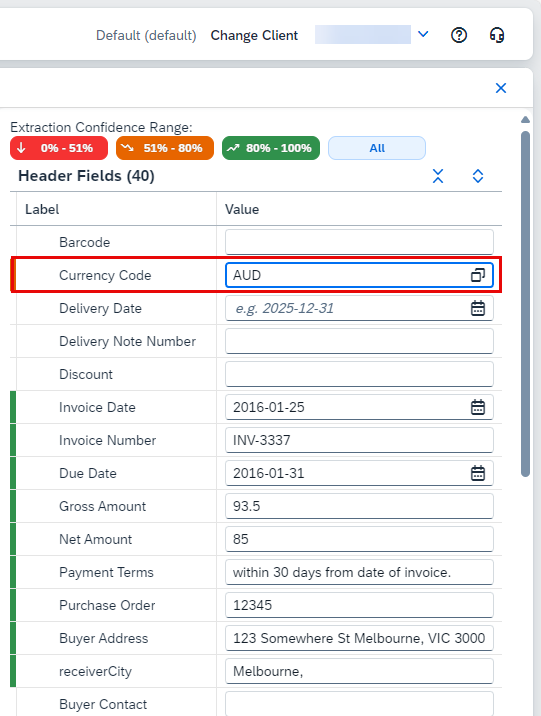 Default (default) Change Client
Extraction Confidence Range:
0% - 51% 51% - 80% 80% - 100% All
Header Fields (40)
Label Value
Barcode
Currency Code AUD
Delivery Date e.g. 2025-12-31
Delivery Note Number
Discount
Invoice Date 2016-01-25
Invoice Number INV-3337
Due Date 2016-01-31
Gross Amount 93.5
Net Amount 85
Payment Terms within 30 days from date of invoice.
Purchase Order 12345
Buyer Address 123 Somewhere St Melbourne, VIC 3000
receiverCity Melbourne,
Buyer Contact